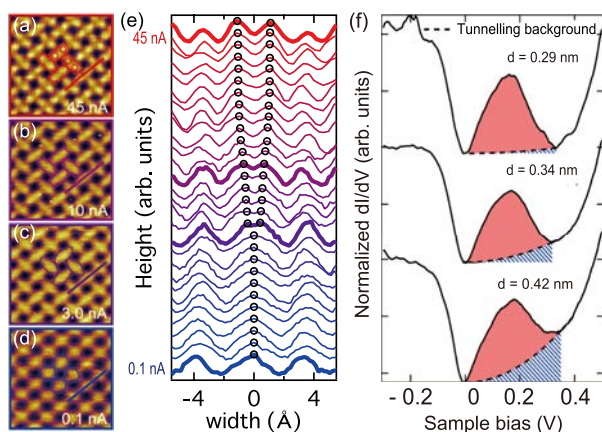 (a)
45 nA
(b)
10 nA
(c)
3.0 nA
(d)
0.1 nA
(e)
45 nA
0.1 nA
Height (arb. units)
-4
0
4
width (Å)
(f)
Tunnelling background
d = 0.29 nm
d = 0.34 nm
d = 0.42 nm
Normalized dI/dV (arb. units)
- 0.2
0
0.2
0.4
Sample bias (V)